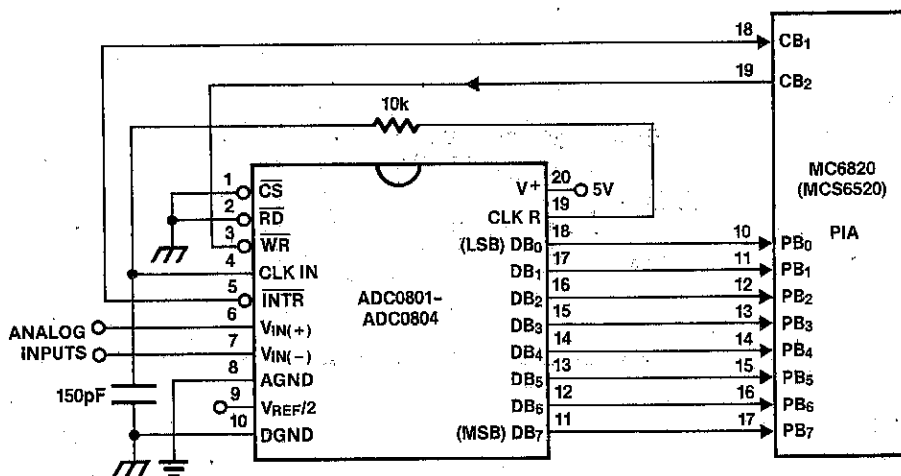 18
CB1
19
CB2
10k
1
CS
2
RD
3
WR
4
CLK IN
5
INTR
6
VIN(+)
7
VIN(−)
8
AGND
9
VREF/2
10
DGND
ANALOG
INPUTS
150pF
ADC0801-
ADC0804
V+
20
5V
CLK R
19
(LSB) DB0
18
DB1
17
DB2
16
DB3
15
DB4
14
DB5
13
DB6
12
(MSB) DB7
11
MC6820
(MCS6520)
PIA
10
PB0
11
PB1
12
PB2
13
PB3
14
PB4
15
PB5
16
PB6
17
PB7